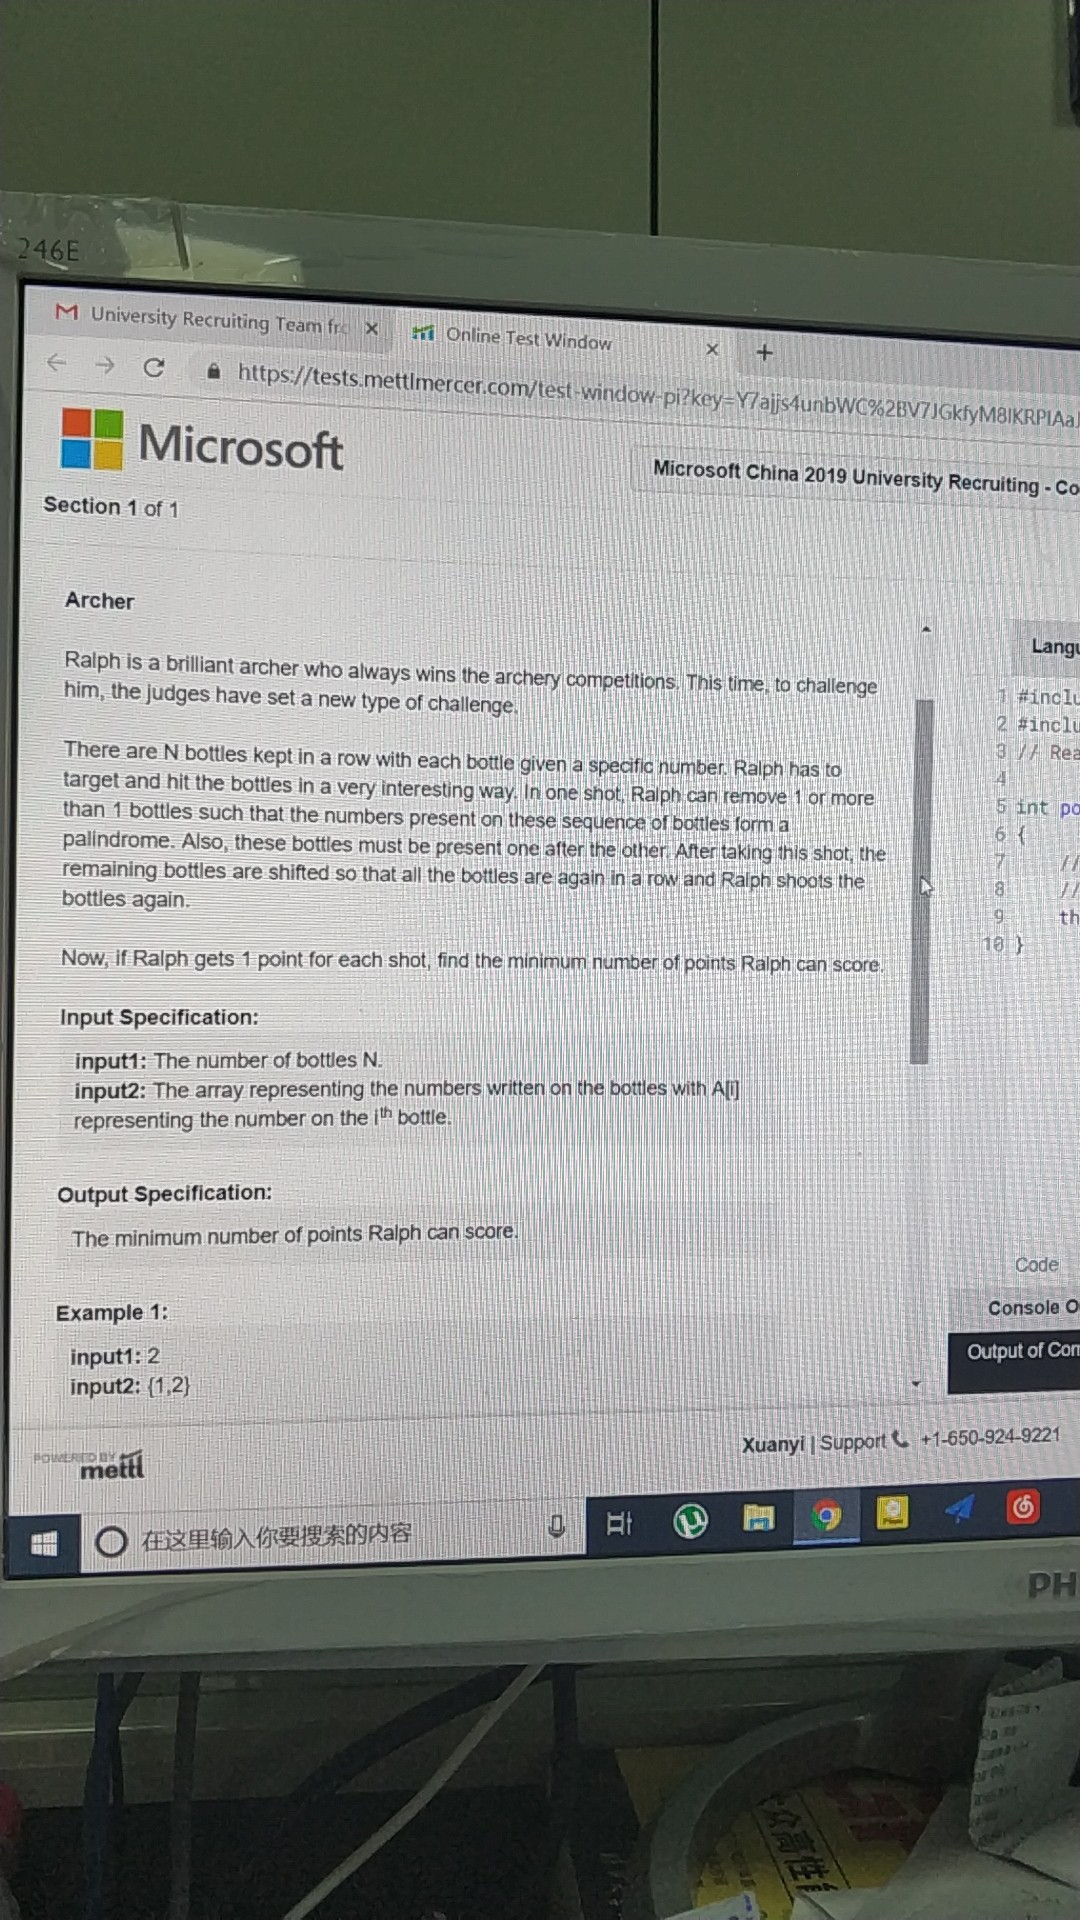 246E
University Recruiting Team fr
Online Test Window
https://tests.mettlmercer.com/test-window-pi?key=Y7ajjs4unbWC%2BV7JGkfyM8IKRPIAaJ
Microsoft
Microsoft China 2019 University Recruiting - Co
Section 1 of 1
Archer
Ralph is a brilliant archer who always wins the archery competitions. This time, to challenge
him, the judges have set a new type of challenge.
There are N bottles kept in a row with each bottle given a specific number. Ralph has to
target and hit the bottles in a very interesting way. In one shot, Ralph can remove 1 or more
than 1 bottles such that the numbers present on these sequence of bottles form a
palindrome. Also, these bottles must be present one after the other. After taking this shot, the
remaining bottles are shifted so that all the bottles are again in a row and Ralph shoots the
bottles again.
Now, if Ralph gets 1 point for each shot, find the minimum number of points Ralph can score.
Input Specification:
input1: The number of bottles N.
input2: The array representing the numbers written on the bottles with A[i]
representing the number on the ith bottle.
Output Specification:
The minimum number of points Ralph can score.
Example 1:
input1: 2
input2: {1,2}
Langu
1 #inclu
2 #inclu
3 // Rea
4
5 int po
6 {
7 //
8 //
9 th
10 }
Code
Console O
Output of Com
POWERED BY
mettl
Xuanyi | Support +1-650-924-9221
在这里输入你要搜索的内容
PH